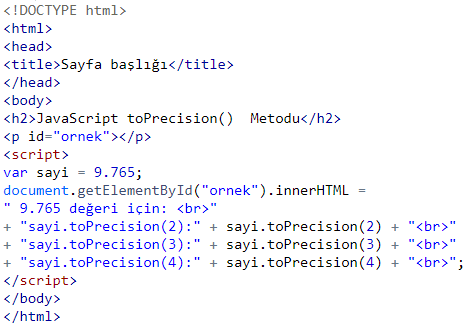 <!DOCTYPE html>
<html>
<head>
<title>Sayfa başlığı</title>
</head>
<body>
<h2>JavaScript toPrecision()  Metodu</h2>
<p id="ornek"></p>
<script>
var sayi = 9.765;
document.getElementById("ornek").innerHTML =
" 9.765 değeri için: <br>"
+ "sayi.toPrecision(2):" + sayi.toPrecision(2) + "<br>"
+ "sayi.toPrecision(3):" + sayi.toPrecision(3) + "<br>"
+ "sayi.toPrecision(4):" + sayi.toPrecision(4) + "<br>";
</script>
</body>
</html>